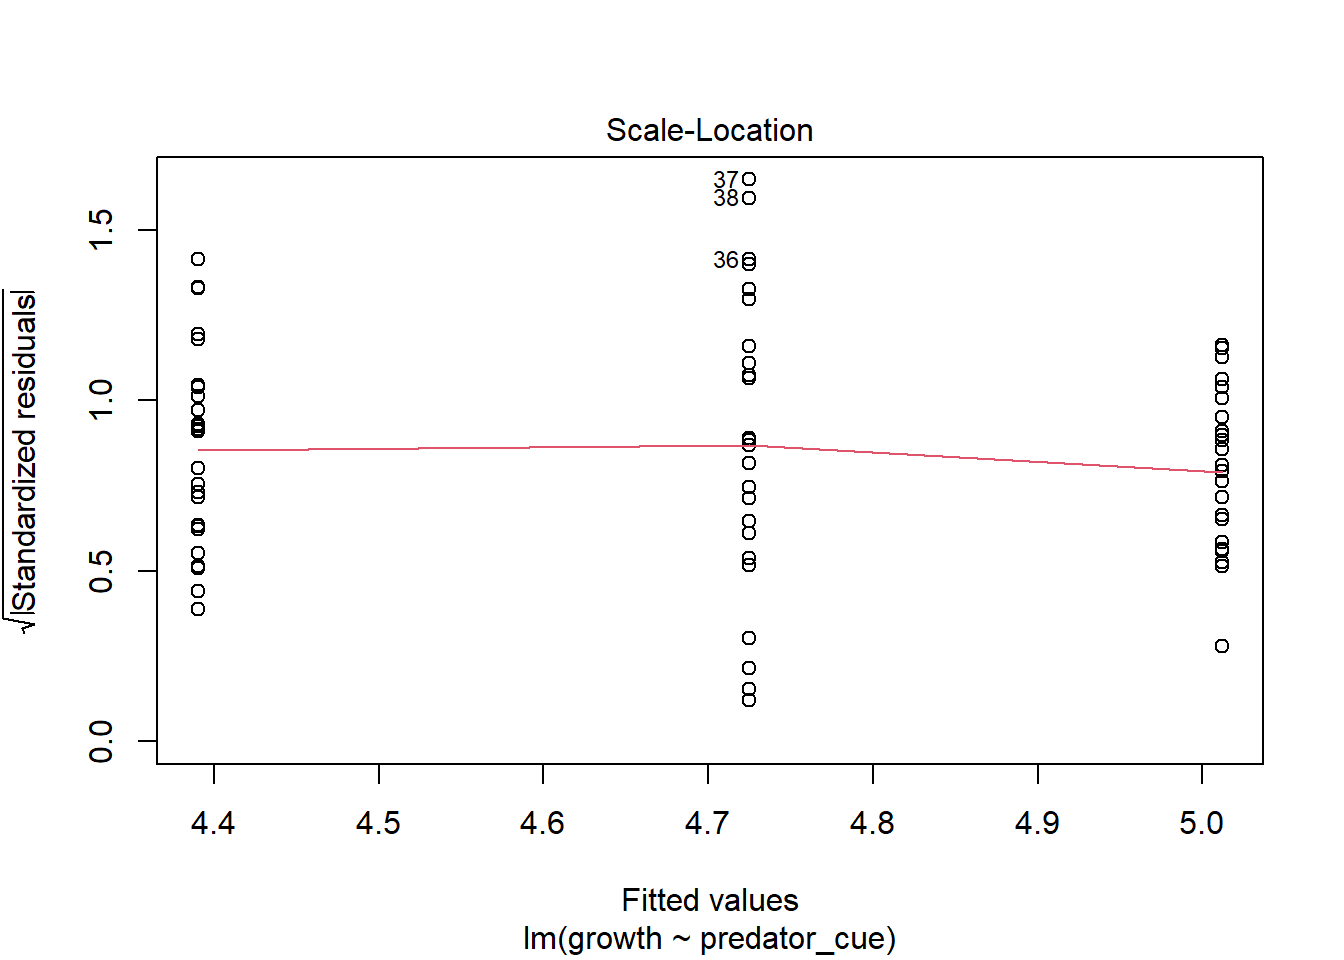 Scale-Location
√|Standardized residuals|
1.5
1.0
0.5
0.0
37
38
36
4.4 4.5 4.6 4.7 4.8 4.9 5.0
Fitted values
lm(growth ~ predator_cue)